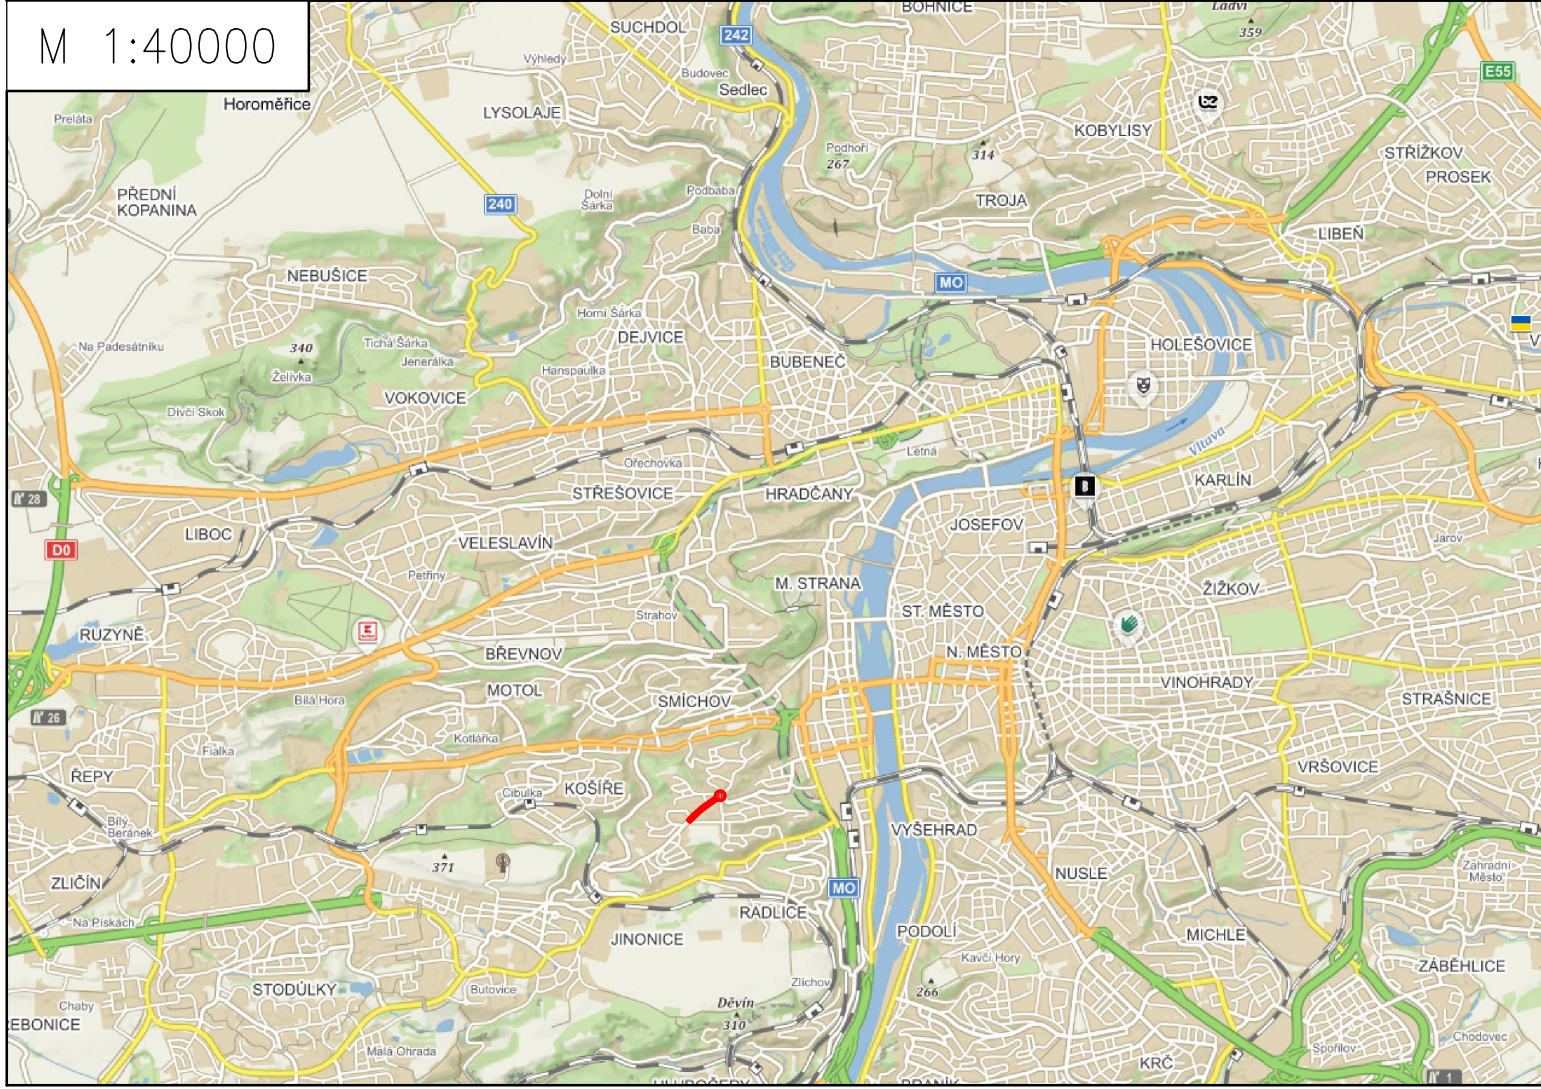 M 1:40000
SUCHDOL
242
BOHNICE
Ládví
359
Výhledy
Budovec
Sedlec
E55
Horoměřice
LYSOLAJE
Přeláta
KOBYLISY
Podhoří
267
314
STŘÍŽKOV
PROSEK
PŘEDNÍ
KOPANINA
240
Dolní
Šárka
Podbaba
Baba
TROJA
LIBEŇ
NEBUŠICE
MO
Horní Šárka
DEJVICE
Na Padesátníku
340
Želivka
Tichá Šárka
Jenerálka
Hanspaulka
BUBENEČ
HOLEŠOVICE
VOKOVICE
Divčí Skok
Vltava
Letná
Ořechovka
STŘEŠOVICE
HRADČANY
KARLÍN
28
LIBOC
D0
VELESLAVÍN
JOSEFOV
Jarov
Petřiny
M. STRANA
ŽIŽKOV
Strahov
ST. MĚSTO
RUZYNĚ
BŘEVNOV
N. MĚSTO
MOTOL
VINOHRADY
Bílá Hora
SMÍCHOV
STRAŠNICE
26
Kotlářka
Fialka
ŘEPY
KOŠÍŘE
Cibulka
VRŠOVICE
Bílý
Beránek
VYŠEHRAD
371
NUSLE
Zahradní
Město
ZLIČÍN
MO
Na Pískách
RADLICE
JINONICE
PODOLÍ
MICHLE
Kavčí Hory
ZÁBĚHLICE
STODŮLKY
Butovice
Zlíchov
266
Chaby
Děvín
310
ŘEBONICE
Malá Ohrada
Spořilov
Chodovec
KRČ
HLUBOČEPY
BRANÍK
1